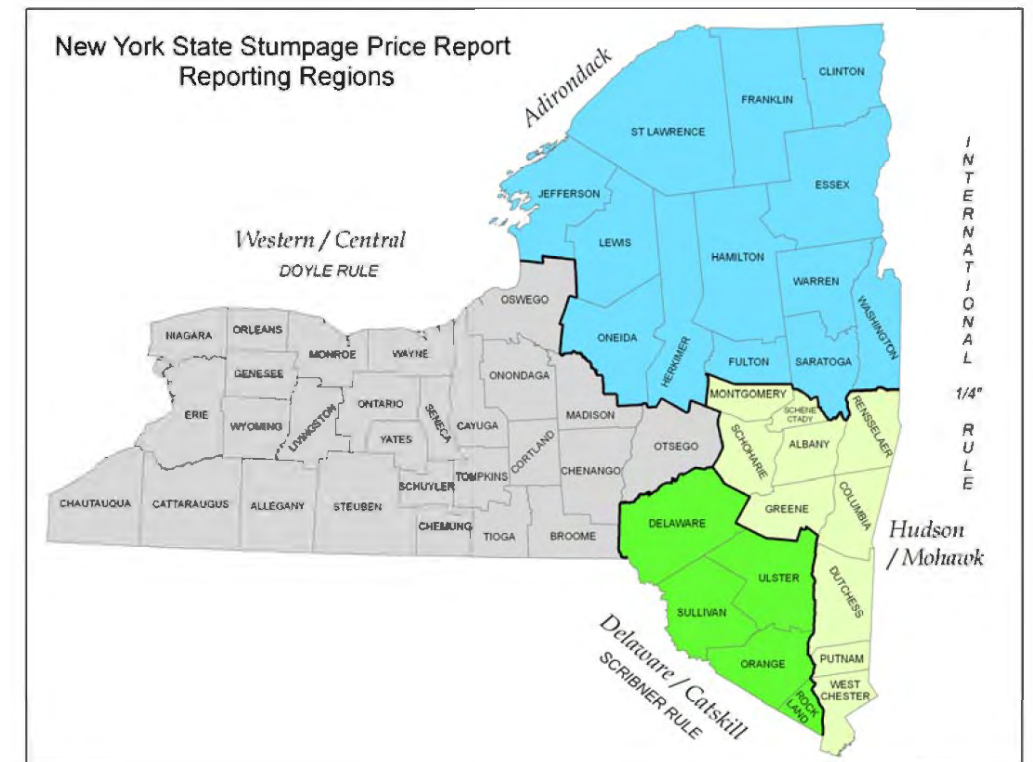 New York State Stumpage Price Report
Reporting Regions
Adirondack
CLINTON
FRANKLIN
ST LAWRENCE
ESSEX
JEFFERSON
LEWIS
HAMILTON
WARREN
WASHINGTON
ONEIDA
HERKIMER
FULTON
SARATOGA
INTERNATIONAL
1/4"
RULE
Western / Central
DOYLE RULE
OSWEGO
NIAGARA
ORLEANS
MONROE
WAYNE
GENESEE
ONONDAGA
ERIE
WYOMING
LIVINGSTON
ONTARIO
SENECA
CAYUGA
MADISON
YATES
CORTLAND
OTSEGO
TOMPKINS
CHENANGO
SCHUYLER
CHAUTAUQUA
CATTARAUGUS
ALLEGANY
STEUBEN
CHEMUNG
TIOGA
BROOME
MONTGOMERY
SCHENE
CTADY
RENSSELAER
SCHOHARIE
ALBANY
GREENE
COLUMBIA
Hudson
/ Mohawk
DUTCHESS
PUTNAM
WEST
CHESTER
DELAWARE
ULSTER
SULLIVAN
ORANGE
ROCK
LAND
Delaware / Catskill
SCRIBNER RULE